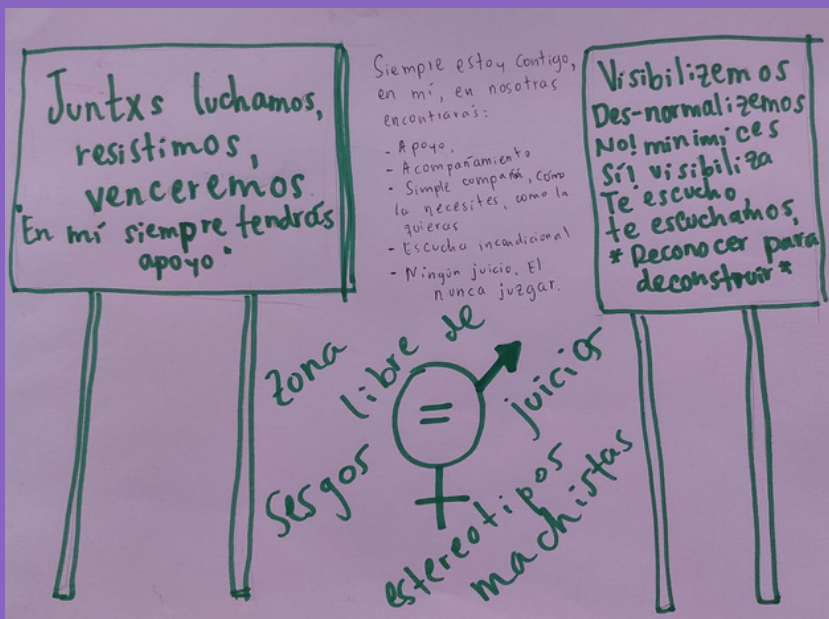 Juntxs luchamos,
resistimos,
venceremos
"En mí siempre tendrás
apoyo"
Siempre estoy contigo,
en mí, en nosotras
encontrarás:
- Apoyo,
- Acompañamiento
- Simple compañía, como
la necesites, como la
quieras
- Escucha incondicional
- Ningún juicio. El
nunca juzgar.
Visibilizemos
Des-normalizemos
No! minimices
Sí! visibiliza
Te escucho,
te escuchamos,
*Reconocer para
deconstruir*
Zona libre de
juicios
sesgos
=
estereotipos
machistas